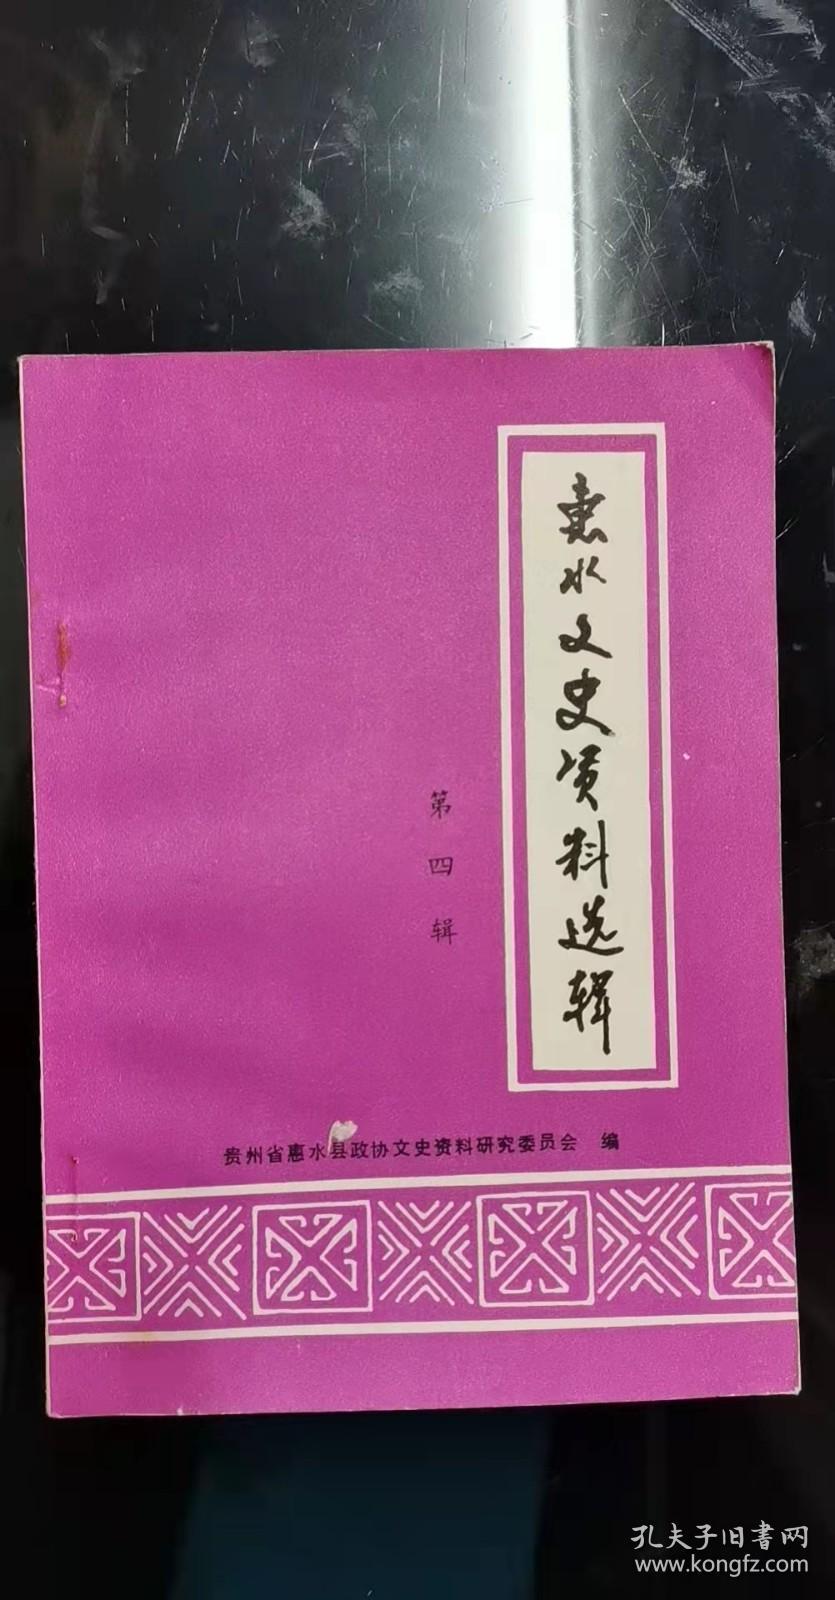 惠水文史资料选辑
第四辑
贵州省惠水县政协文史资料研究委员会 编
孔夫子旧书网
www.kongfz.com